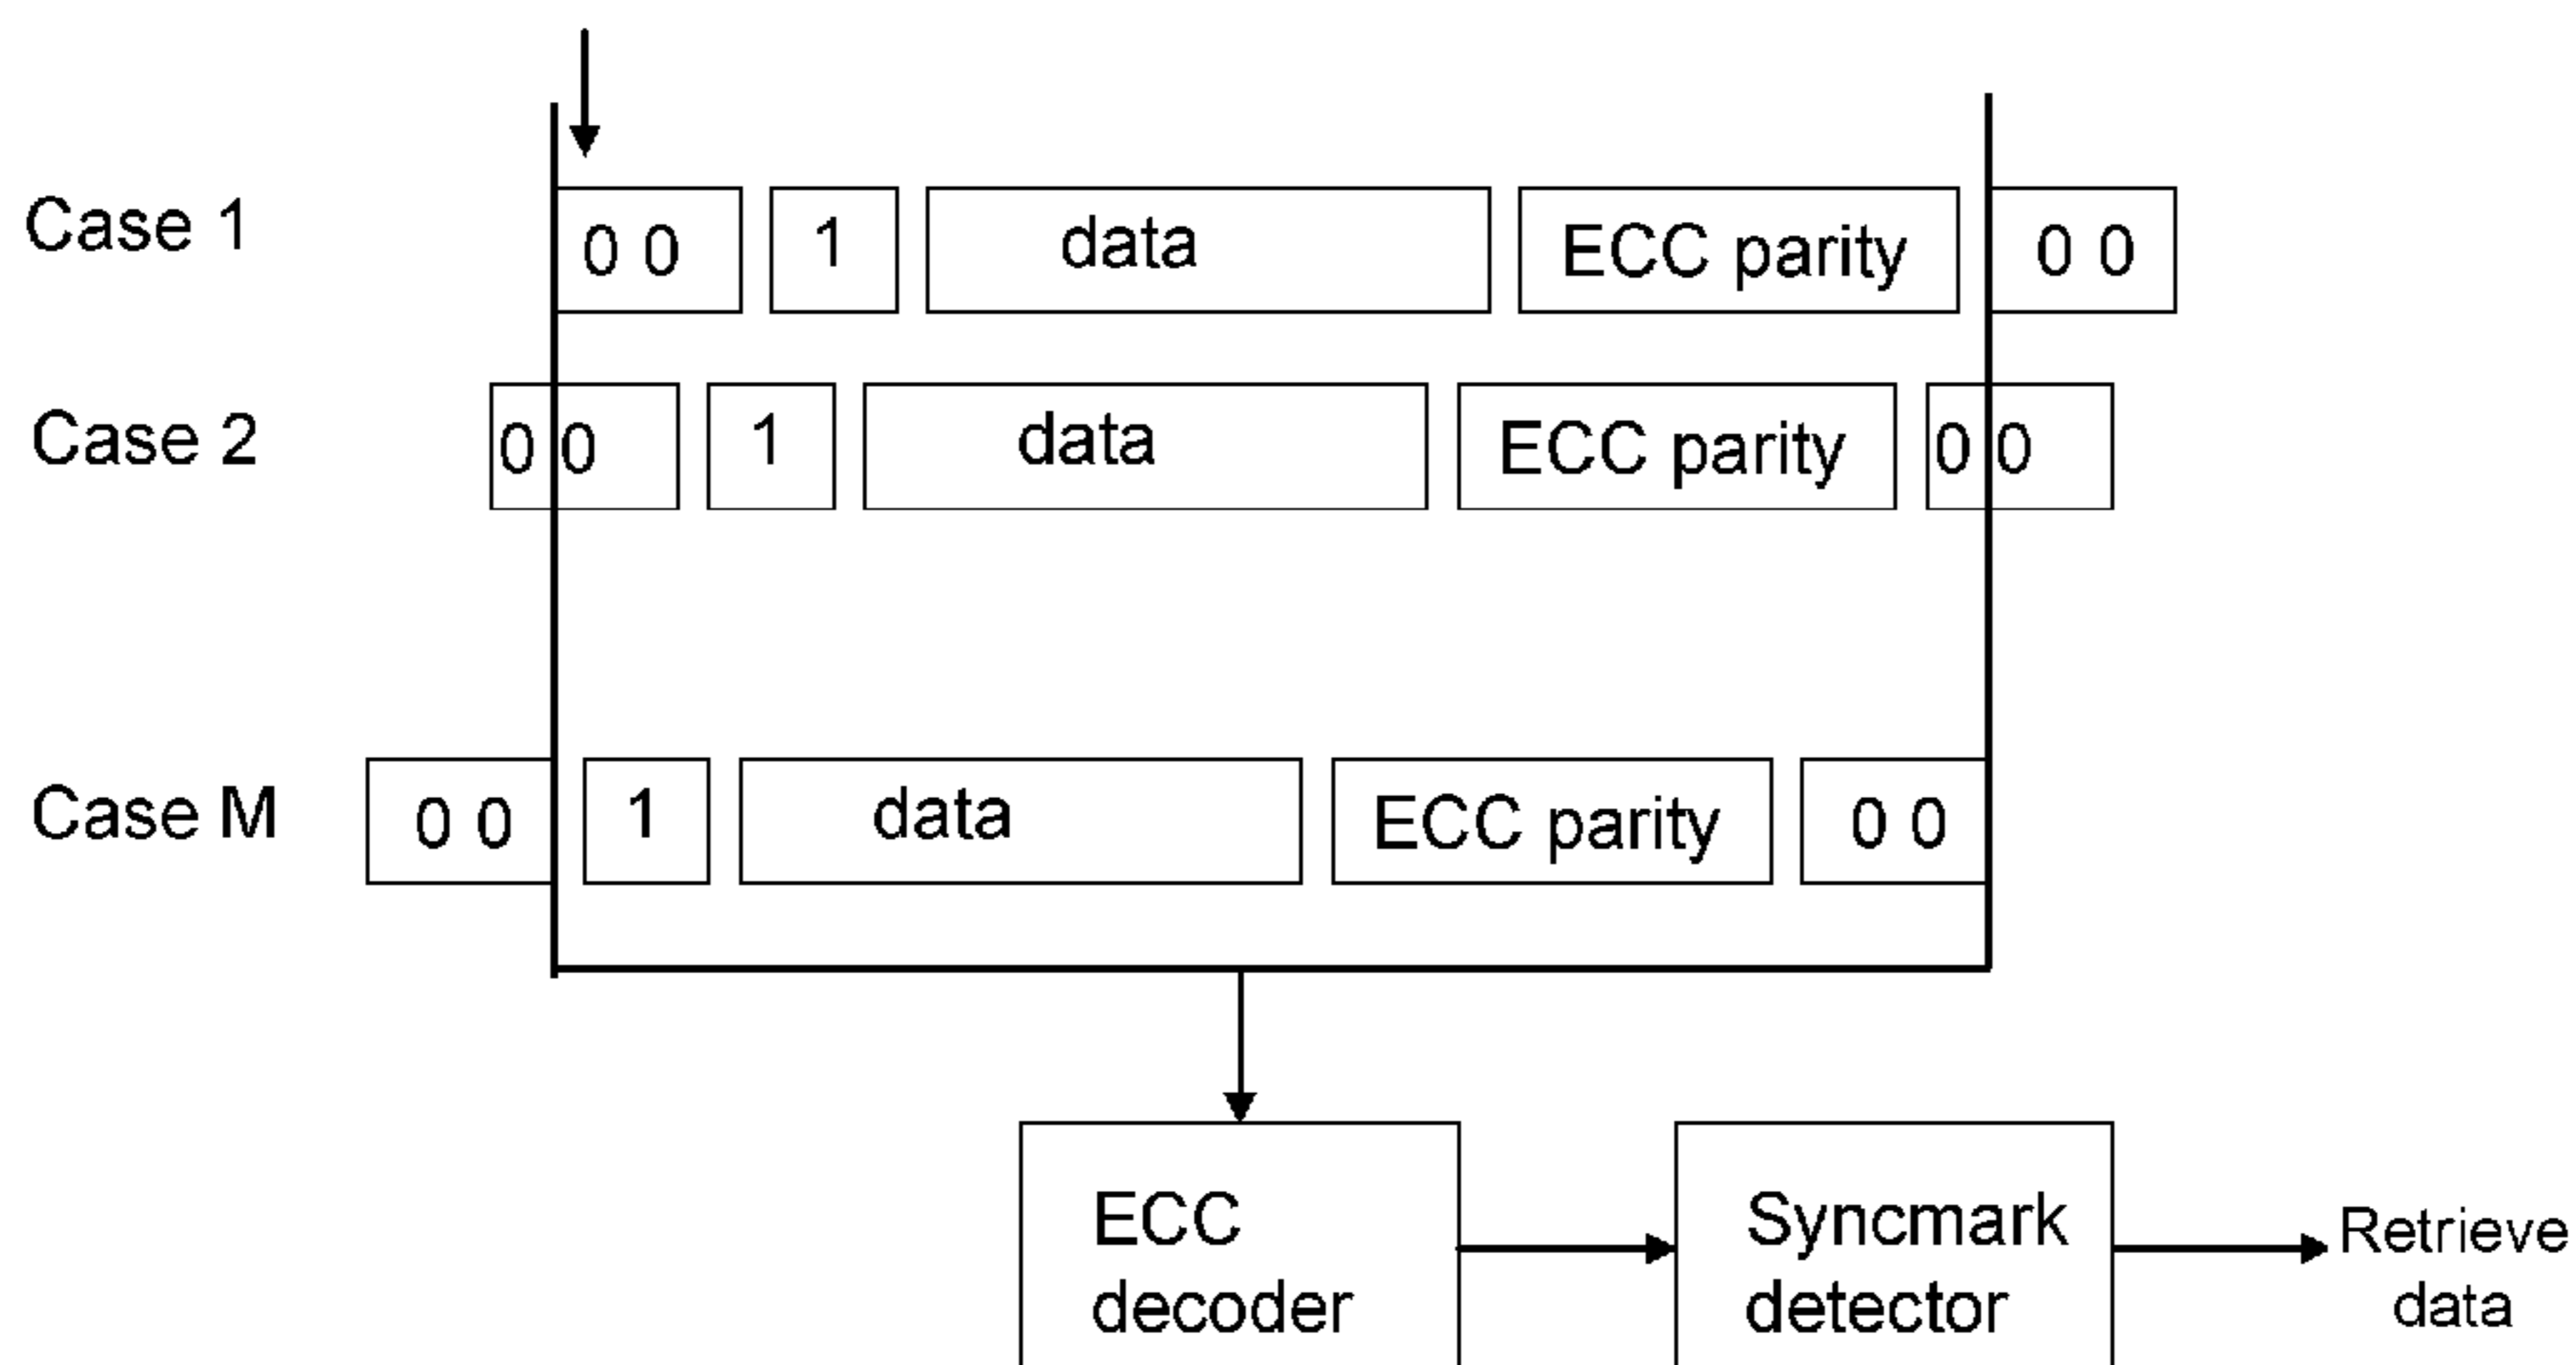 Case 1 0 0 1 data ECC parity 0 0
Case 2 0 0 1 data ECC parity 0 0
Case M 0 0 1 data ECC parity 0 0
ECC
decoder
Syncmark
detector
Retrieve
data